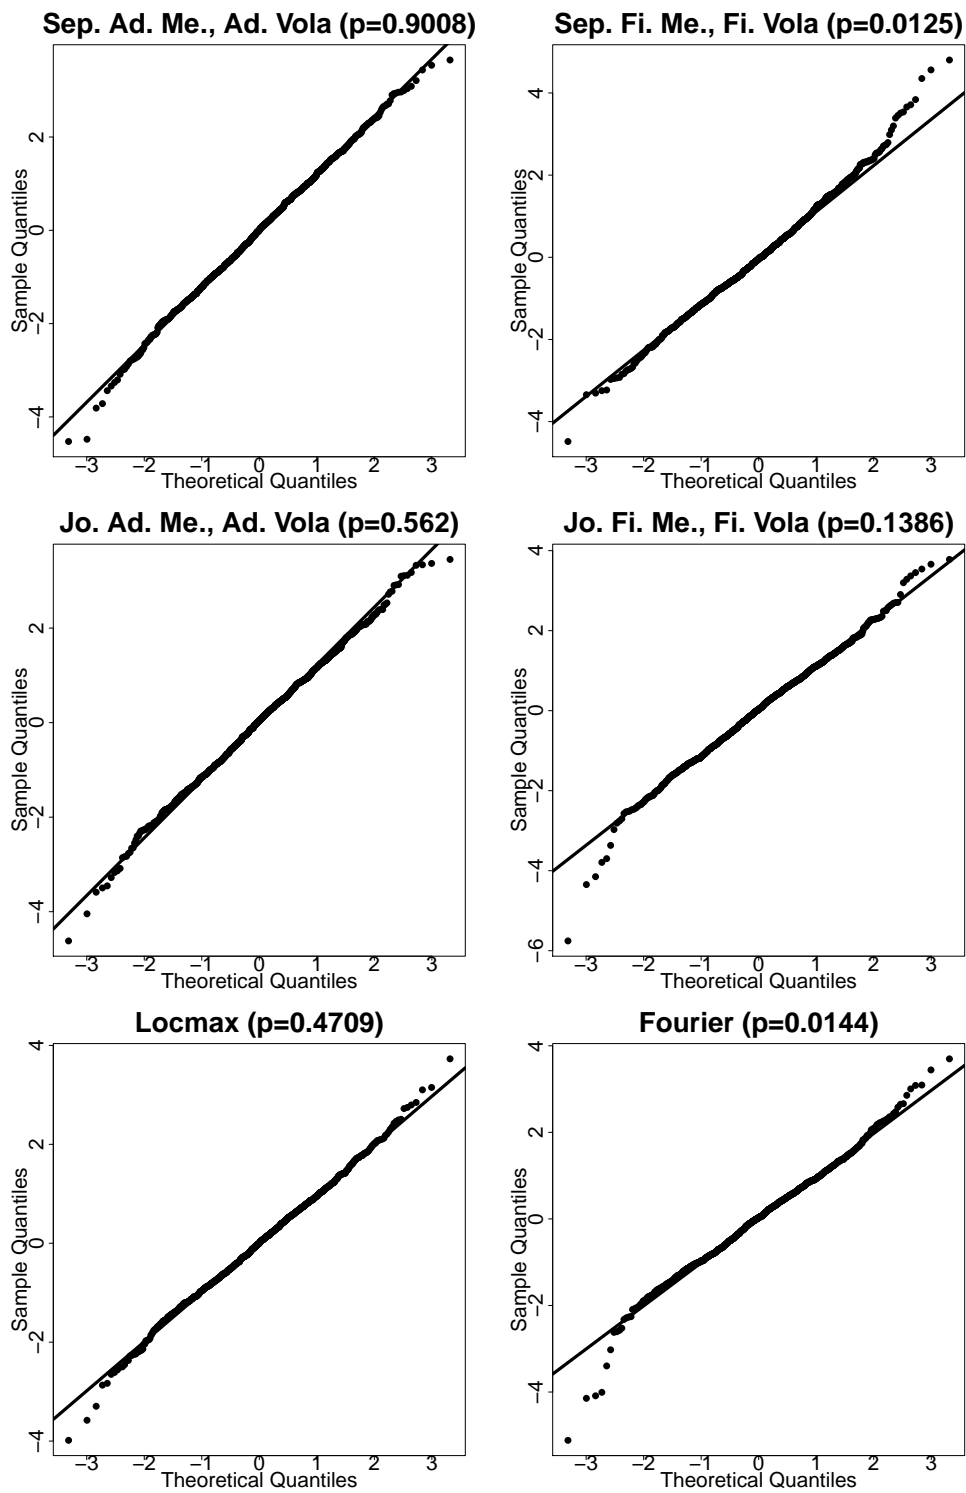 Sep. Ad. Me., Ad. Vola (p=0.9008)
Sample Quantiles
2
0
−2
−4
−3 −2 −1 0 1 2 3
Theoretical Quantiles
Sep. Fi. Me., Fi. Vola (p=0.0125)
Sample Quantiles
4
2
0
−2
−4
−3 −2 −1 0 1 2 3
Theoretical Quantiles
Jo. Ad. Me., Ad. Vola (p=0.562)
Sample Quantiles
2
0
−2
−4
−3 −2 −1 0 1 2 3
Theoretical Quantiles
Jo. Fi. Me., Fi. Vola (p=0.1386)
Sample Quantiles
4
2
0
−2
−4
−6
−3 −2 −1 0 1 2 3
Theoretical Quantiles
Locmax (p=0.4709)
Sample Quantiles
4
2
0
−2
−4
−3 −2 −1 0 1 2 3
Theoretical Quantiles
Fourier (p=0.0144)
Sample Quantiles
4
2
0
−2
−4
−3 −2 −1 0 1 2 3
Theoretical Quantiles